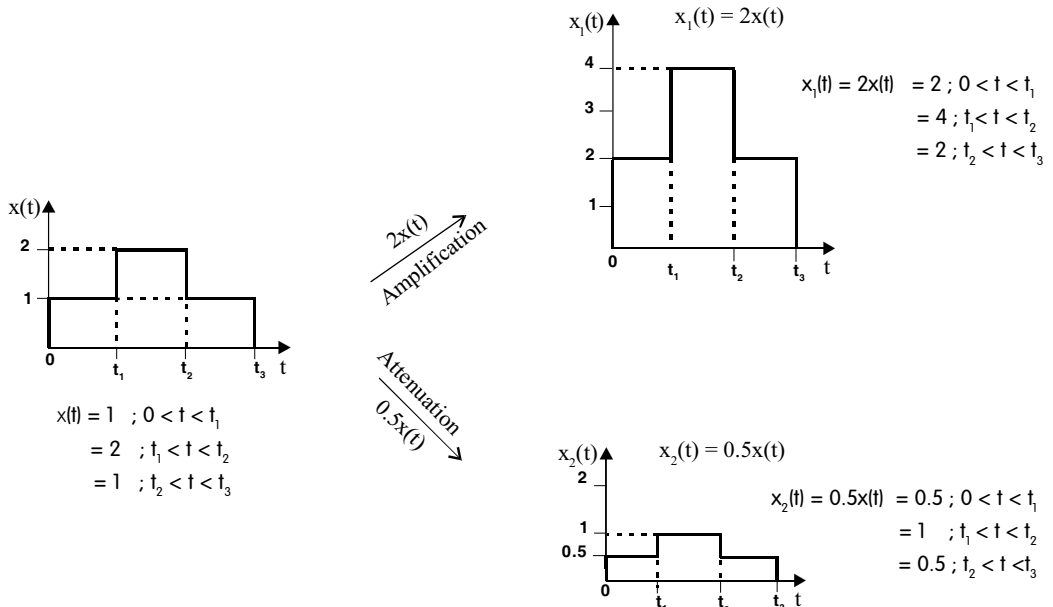 x(t)
2
1
0 t₁ t₂ t₃ t
x(t) = 1 ; 0 < t < t₁
= 2 ; t₁ < t < t₂
= 1 ; t₂ < t < t₃
2x(t)
Amplification
Attenuation
0.5x(t)
x₁(t) x₁(t) = 2x(t)
4
3
2
1
0 t₁ t₂ t₃ t
x₁(t) = 2x(t) = 2 ; 0 < t < t₁
= 4 ; t₁ < t < t₂
= 2 ; t₂ < t < t₃
x₂(t) x₂(t) = 0.5x(t)
2
1
0.5
0 t
x₂(t) = 0.5x(t) = 0.5 ; 0 < t < t₁
= 1 ; t₁ < t < t₂
= 0.5 ; t₂ < t < t₃